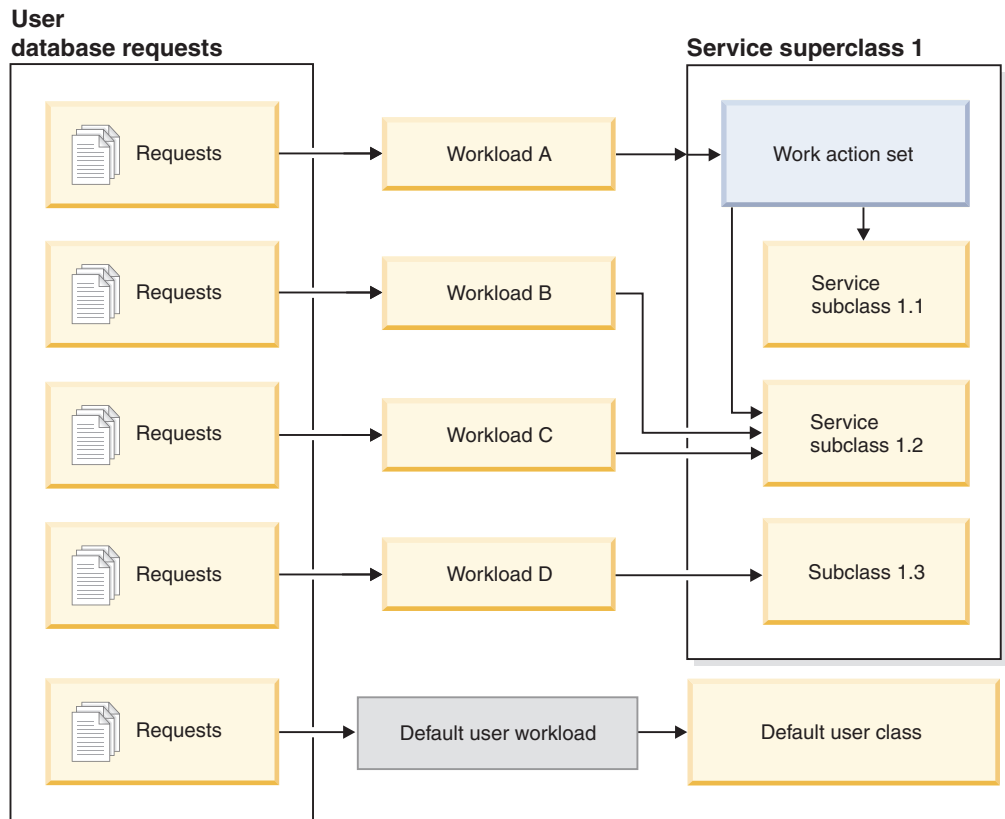 User
database requests
Service superclass 1
Requests
Workload A
Work action set
Requests
Workload B
Service
subclass 1.1
Requests
Workload C
Service
subclass 1.2
Requests
Workload D
Subclass 1.3
Requests
Default user workload
Default user class